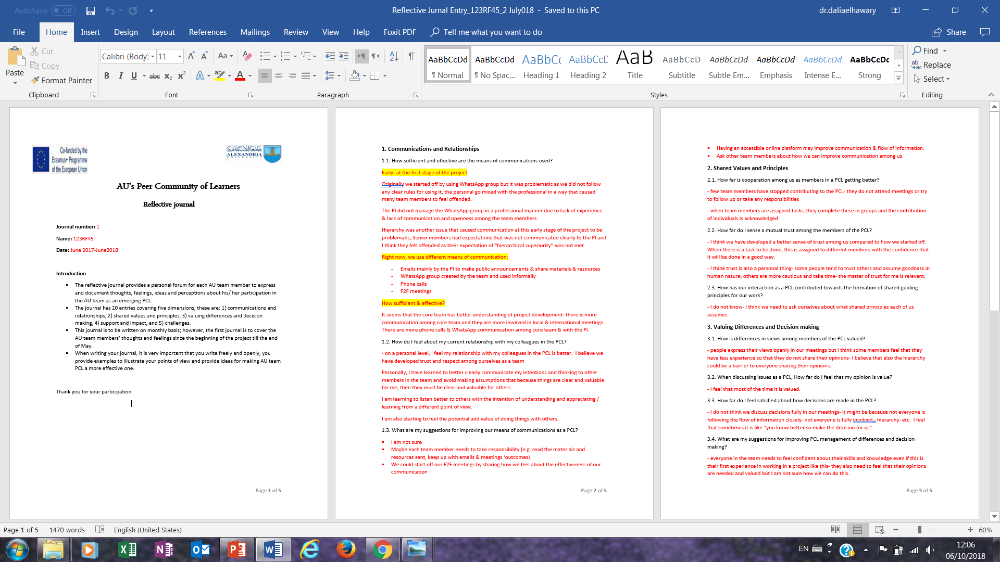 AutoSave Off
Reflective Jurnal Entry_123RF45_2 July018 - Saved to this PC
dr.daliaelhawary
File Home Insert Design Layout References Mailings Review View Help Foxit PDF Tell me what you want to do Share
Paste
Cut
Copy
Format Painter
Clipboard
Calibri (Body) 11
Font
Paragraph
AaBbCcDd AaBbCcDd AaBbCc AaBbCcD AaB AaBbCcD AaBbCcDd AaBbCcDd AaBbCcDd AaBbCcDc
¶ Normal ¶ No Spac... Heading 1 Heading 2 Title Subtitle Subtle Em... Emphasis Intense E... Strong
Styles
Find
Replace
Select
Editing
Co-funded by the
Erasmus+ Programme
of the European Union
جامعة الإسكندرية
ALEXANDRIA
UNIVERSITY
AU's Peer Community of Learners
Reflective journal
Journal number: 1
Name: 123RF45
Date: June 2017-June2018
Introduction
▪ The reflective journal provides a personal forum for each AU team member to express
and document thoughts, feelings, ideas and perceptions about his/ her participation in
the AU team as an emerging PCL.
▪ The journal has 20 entries covering five dimensions; these are: 1) communications and
relationships, 2) shared values and principles, 3) valuing differences and decision
making, 4) support and impact, and 5) challenges.
▪ This journal is to be written on monthly basis; however, the first journal is to cover the
AU team members' thoughts and feelings since the beginning of the project till the end
of May.
▪ When writing your journal, it is very important that you write freely and openly, you
provide examples to illustrate your points of view and provide ideas for making AU team
PCL a more effective one.
Thank you for your participation
Page 1 of 5
1. Communications and Relationships
1.1. How sufficient and effective are the means of communications used?
Early- at the first stage of the project
Originally we started off by using WhatsApp group but it was problematic as we did not follow
any clear rules for using it, the personal go mixed with the professional in a way that caused
many team members to feel offended.
The PI did not manage the WhatsApp group in a professional manner due to lack of experience
& lack of communication and openness among the team members.
Hierarchy was another issue that caused communication at this early stage of the project to be
problematic, Senior members had expectations that was not communicated clearly to the PI and
I think they felt offended as their expectation of "hierarchical superiority" was not met.
Right now, we use different means of communication:
- Emails mainly by the PI to make public announcements & share materials & resources
- WhatsApp group created by the team and used informally
- Phone calls
- F2F meetings
How sufficient & effective?
It seems that the core team has better understanding of project development- there is more
communication among core team and they are more involved in local & international meetings.
There are more phone calls & WhatsApp communication among core team & with the PI.
1.2. How do I feel about my current relationship with my colleagues in the PCL?
- on a personal level, I feel my relationship with my colleagues in the PCL is better. I believe we
have developed trust and respect among ourselves as a team
Personally, I have learned to better clearly communicate my intentions and thinking to other
members in the team and avoid making assumptions that because things are clear and valuable
for me, then they must be clear and valuable for others.
I am learning to listen better to others with the intention of understanding and appreciating /
learning from a different point of view.
I am also starting to feel the potential add value of doing things with others.
1.3. What are my suggestions for improving our means of communications as a PCL?
▪ I am not sure
▪ Maybe each team member needs to take responsibility (e.g. read the materials and
resources sent, keep up with emails & meetings 'outcomes)
▪ We could start off our F2F meetings by sharing how we feel about the effectiveness of our
communication
Page 2 of 5
▪ Having an accessible online platform may improve communication & flow of information.
▪ Ask other team members about how we can improve communication among us
2. Shared Values and Principles
2.1. How far is cooperation among us as members in a PCL getting better?
- few team members have stopped contributing to the PCL- they do not attend meetings or try
to follow up or take any responsibilities
- when team members are assigned tasks, they complete these in groups and the contribution
of individuals is acknowledged
2.2. How far do I sense a mutual trust among the members of the PCL?
- I think we have developed a better sense of trust among us compared to how we started off.
When there is a task to be done, this is assigned to different members with the confidence that
it will be done in a good way.
- I think trust is also a personal thing- some people tend to trust others and assume goodness in
human nature, others are more cautious and take time- the matter of trust for me is relevant.
2.3. How has our interaction as a PCL contributed towards the formation of shared guiding
principles for our work?
- I do not know- I think we need to ask ourselves about what shared principles each of us
assumes.
3. Valuing Differences and Decision making
3.1. How is differences in views among members of the PCL valued?
- people express their views openly in our meetings but I think some members feel that they
have less experience so that they do not share their opinions- I believe that also the hierarchy
could be a barrier to everyone sharing their opinions.
3.2. When discussing issues as a PCL, How far do I feel that my opinion is value?
- I feel that most of the time it is valued.
3.3. How far do I feel satisfied about how decisions are made in the PCL?
- I do not think we discuss decisions fully in our meetings- it might be because not everyone is
following the flow of information closely- not everyone is fully involved,- hierarchy- etc. I feel
that sometimes it is like "you know better so make the decision for us".
3.4. What are my suggestions for improving PCL management of differences and decision
making?
- everyone in the team needs to feel confident about their skills and knowledge even if this is
their first experience in working in a project like this- they also need to feel that their opinions
are needed and valued but I am not sure how we can do this.
Page 3 of 5
Page 1 of 5 1470 words English (United States) 60%
EN
12:06
06/10/2018